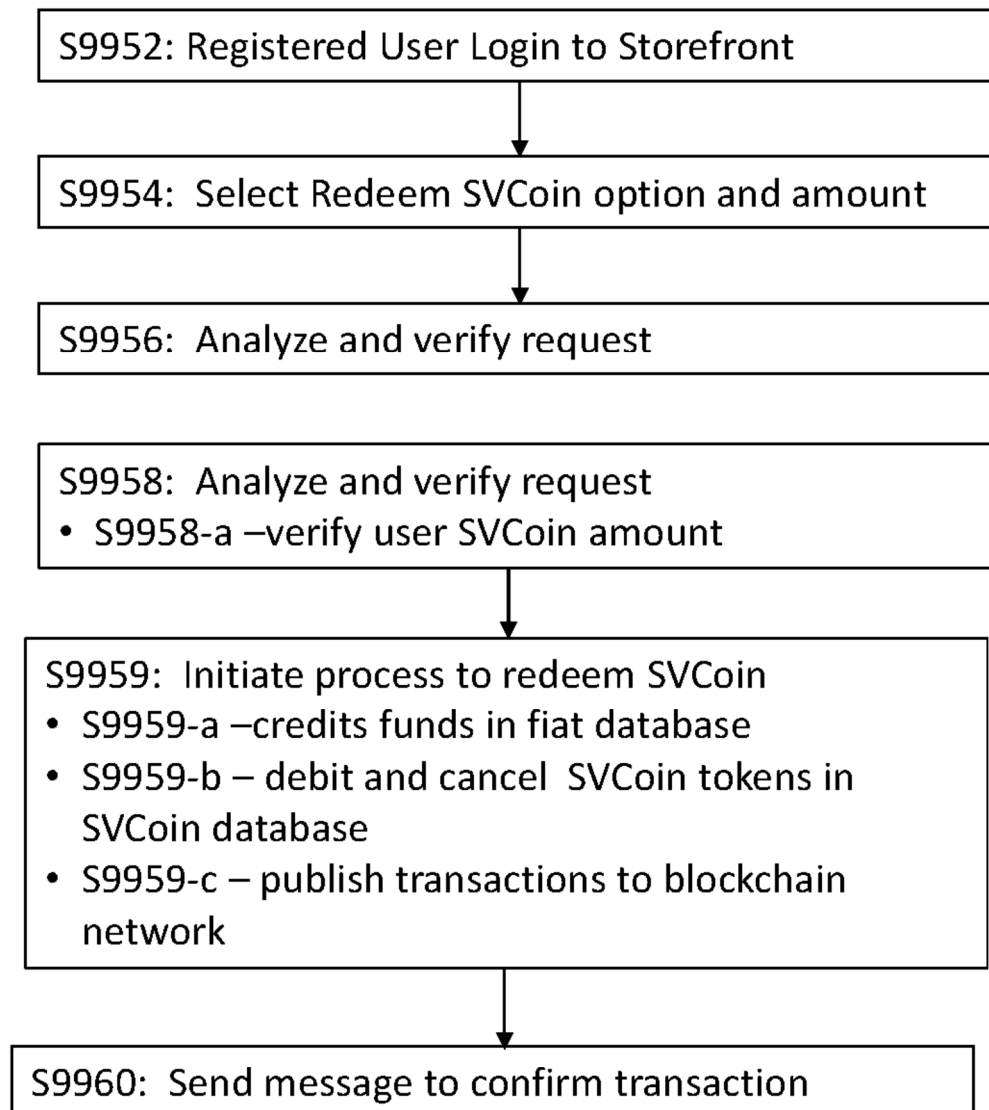 S9952: Registered User Login to Storefront
S9954:  Select Redeem SVCoin option and amount
S9956:  Analyze and verify request
S9958:  Analyze and verify request
• S9958-a –verify user SVCoin amount
S9959:  Initiate process to redeem SVCoin
• S9959-a –credits funds in fiat database
• S9959-b – debit and cancel  SVCoin tokens in
SVCoin database
• S9959-c – publish transactions to blockchain
network
S9960:  Send message to confirm transaction